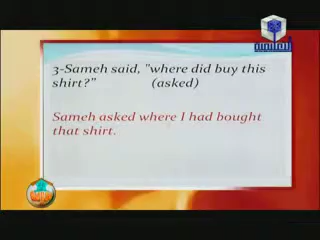 3-Sameh said, "where did buy this
shirt?" (asked)
Sameh asked where I had bought
that shirt.